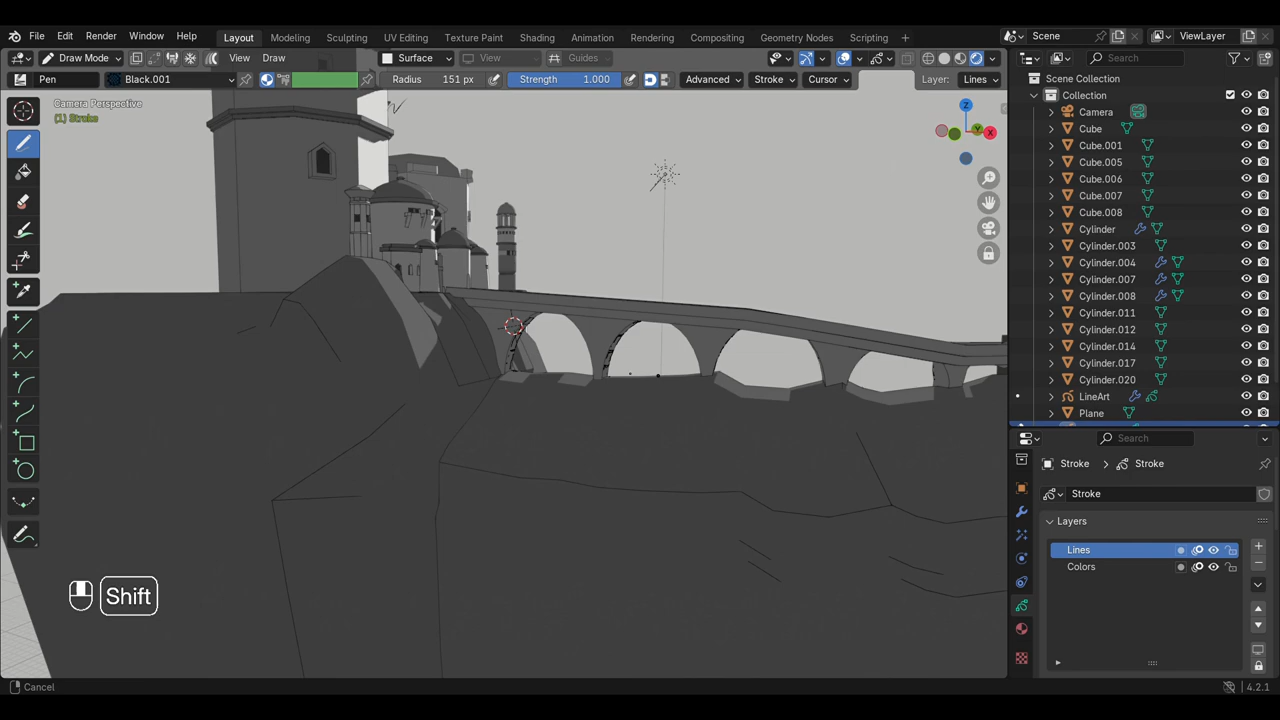 File Edit Render Window Help
Layout Modeling Sculpting UV Editing Texture Paint Shading Animation Rendering Compositing Geometry Nodes Scripting +
Scene ViewLayer
Draw Mode View Draw Surface View Guides
Search
Pen Black.001 Radius 151 px Strength 1.000 Advanced Stroke Cursor Layer: Lines
Camera Perspective
(1) Stroke
Z
Y
X
Scene Collection
Collection
Camera
Cube
Cube.001
Cube.005
Cube.006
Cube.007
Cube.008
Cylinder
Cylinder.003
Cylinder.004
Cylinder.007
Cylinder.008
Cylinder.011
Cylinder.012
Cylinder.014
Cylinder.017
Cylinder.020
LineArt
Plane
Search
Stroke > Stroke
Stroke
Layers
Lines
Colors
Shift
Cancel
4.2.1